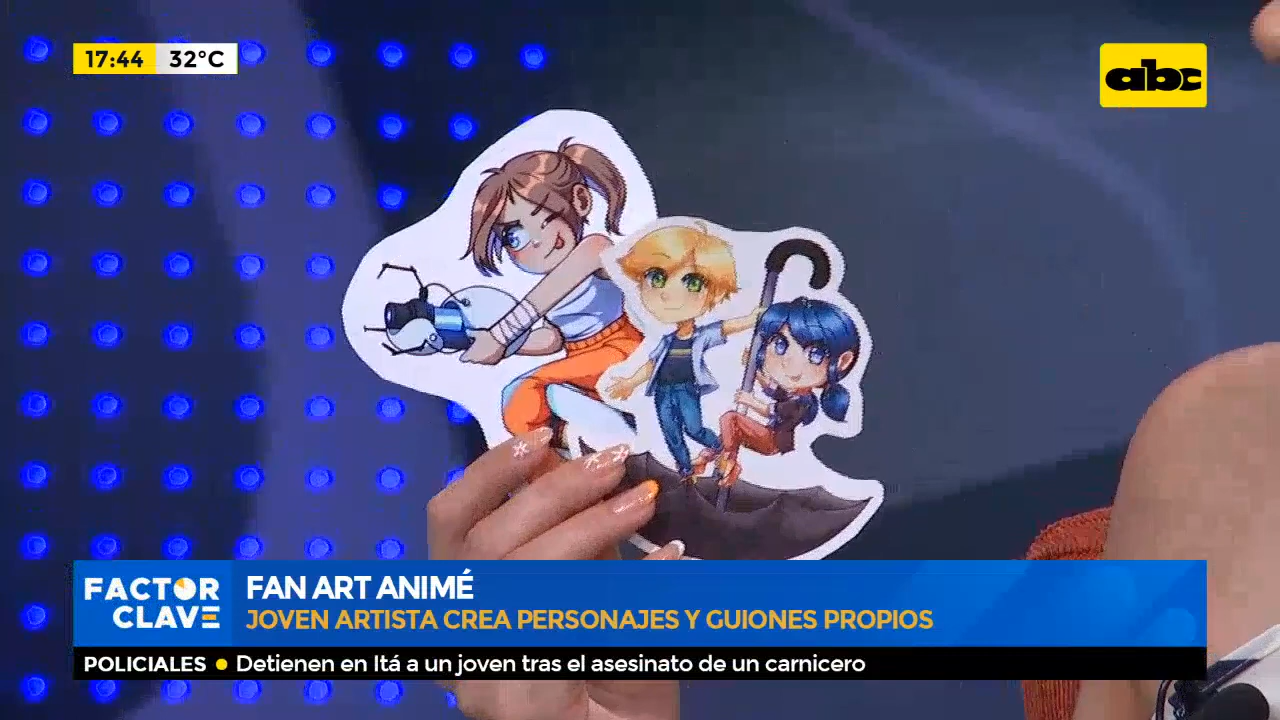 17:44 32°C
abc
FACTOR CLAVE
FAN ART ANIMÉ
JOVEN ARTISTA CREA PERSONAJES Y GUIONES PROPIOS
POLICIALES • Detienen en Itá a un joven tras el asesinato de un carnicero